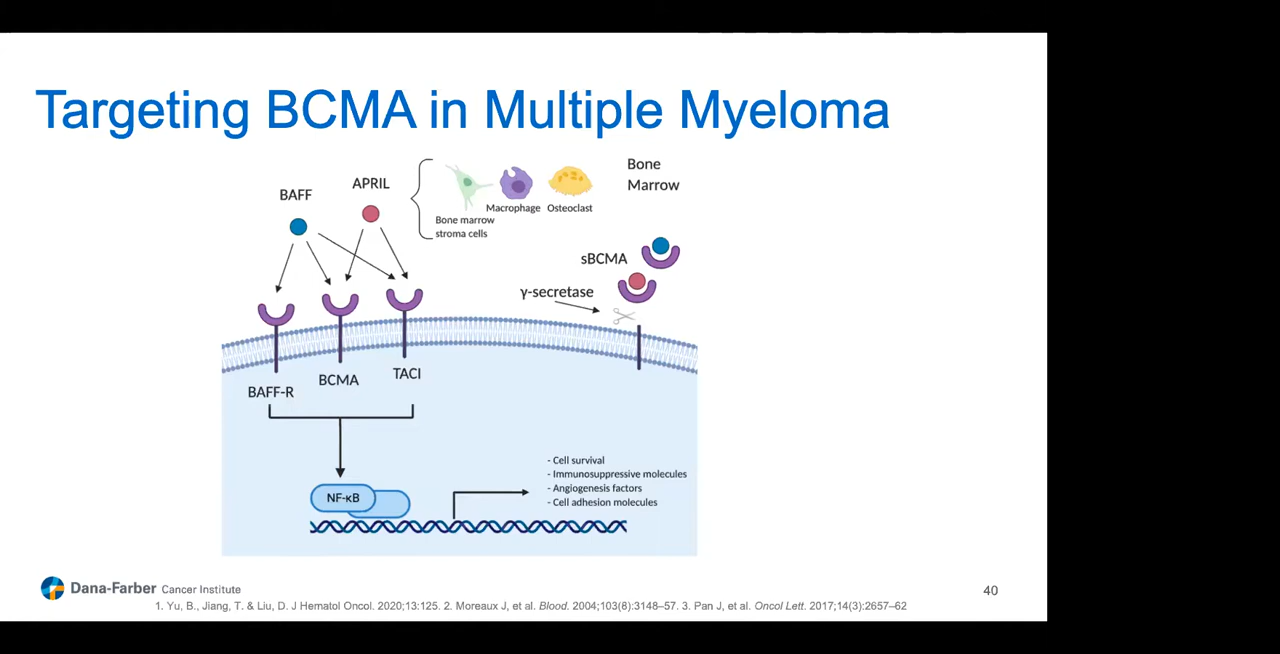 Targeting BCMA in Multiple Myeloma
BAFF
APRIL
Bone marrow
stroma cells
Macrophage
Osteoclast
Bone
Marrow
sBCMA
γ-secretase
BAFF-R
BCMA
TACI
NF-κB
- Cell survival
- Immunosuppressive molecules
- Angiogenesis factors
- Cell adhesion molecules
Dana-Farber Cancer Institute
40
1. Yu, B., Jiang, T. & Liu, D. J Hematol Oncol. 2020;13:125. 2. Moreaux J, et al. Blood. 2004;103(8):3148–57. 3. Pan J, et al. Oncol Lett. 2017;14(3):2657–62